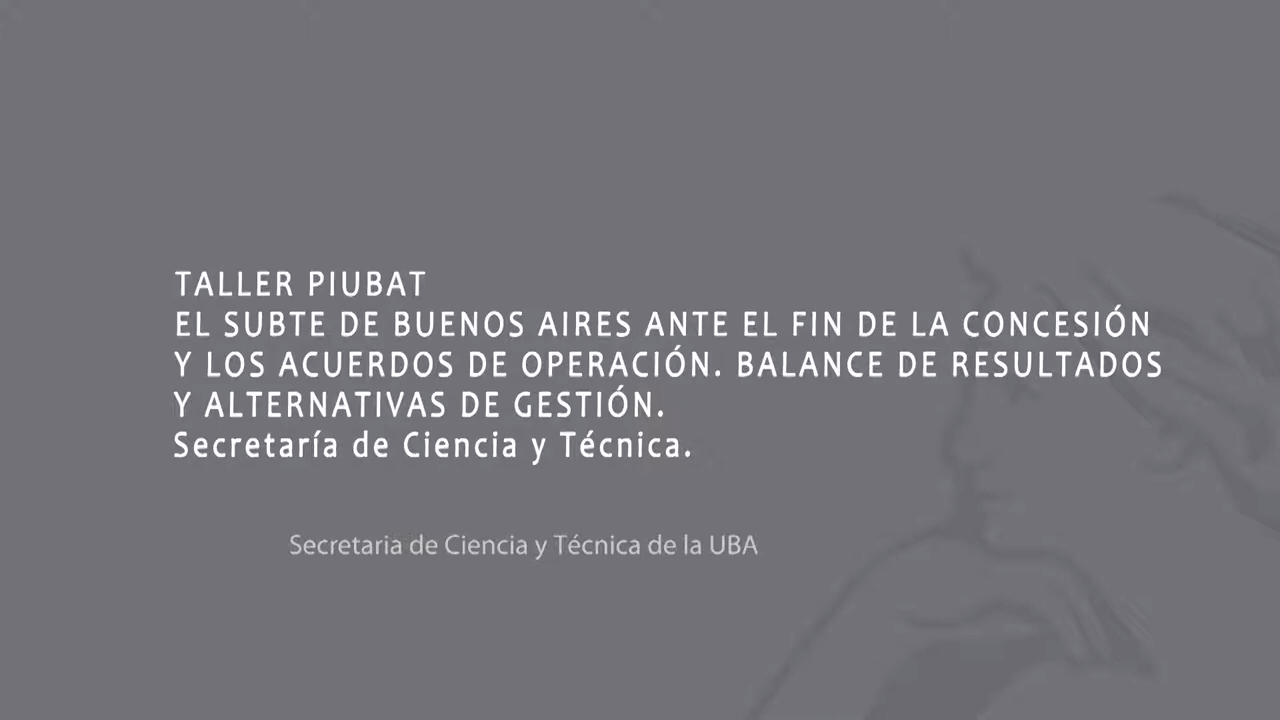 TALLER PIUBAT
EL SUBTE DE BUENOS AIRES ANTE EL FIN DE LA CONCESIÓN
Y LOS ACUERDOS DE OPERACIÓN. BALANCE DE RESULTADOS
Y ALTERNATIVAS DE GESTIÓN.
Secretaría de Ciencia y Técnica.
Secretaria de Ciencia y Técnica de la UBA